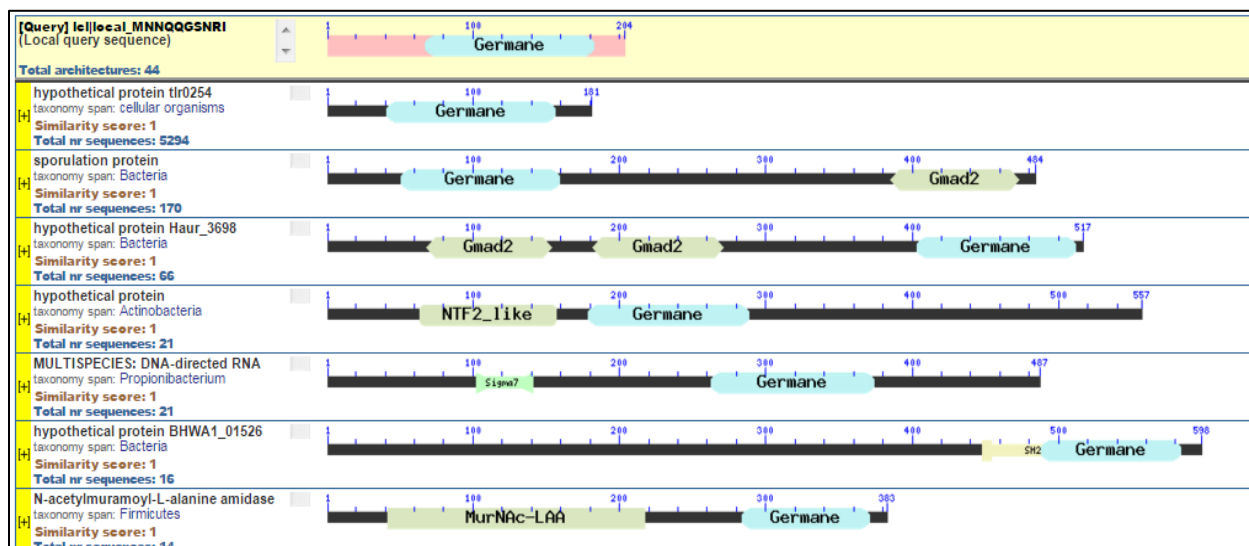 [Query] lcl|local_MNNQQGSNRI
(Local query sequence)
Total architectures: 44
1 100 204
Germane
hypothetical protein tlr0254
taxonomy span: cellular organisms
Similarity score: 1
Total nr sequences: 5294
1 100 181
Germane
[+]
sporulation protein
taxonomy span: Bacteria
Similarity score: 1
Total nr sequences: 170
1 100 200 300 400 484
Germane Gmad2
[+]
hypothetical protein Haur_3698
taxonomy span: Bacteria
Similarity score: 1
Total nr sequences: 66
1 100 200 300 400 517
Gmad2 Gmad2 Germane
[+]
hypothetical protein
taxonomy span: Actinobacteria
Similarity score: 1
Total nr sequences: 21
1 100 200 300 400 500 557
NTF2_like Germane
[+]
MULTISPECIES: DNA-directed RNA
taxonomy span: Propionibacterium
Similarity score: 1
Total nr sequences: 21
1 100 200 300 400 487
Sigma7 Germane
[+]
hypothetical protein BHWA1_01526
taxonomy span: Bacteria
Similarity score: 1
Total nr sequences: 16
1 100 200 300 400 500 598
SH2 Germane
[+]
N-acetylmuramoyl-L-alanine amidase
taxonomy span: Firmicutes
Similarity score: 1
Total nr sequences: 14
1 100 200 300 383
MurNAc-LAA Germane
[+]